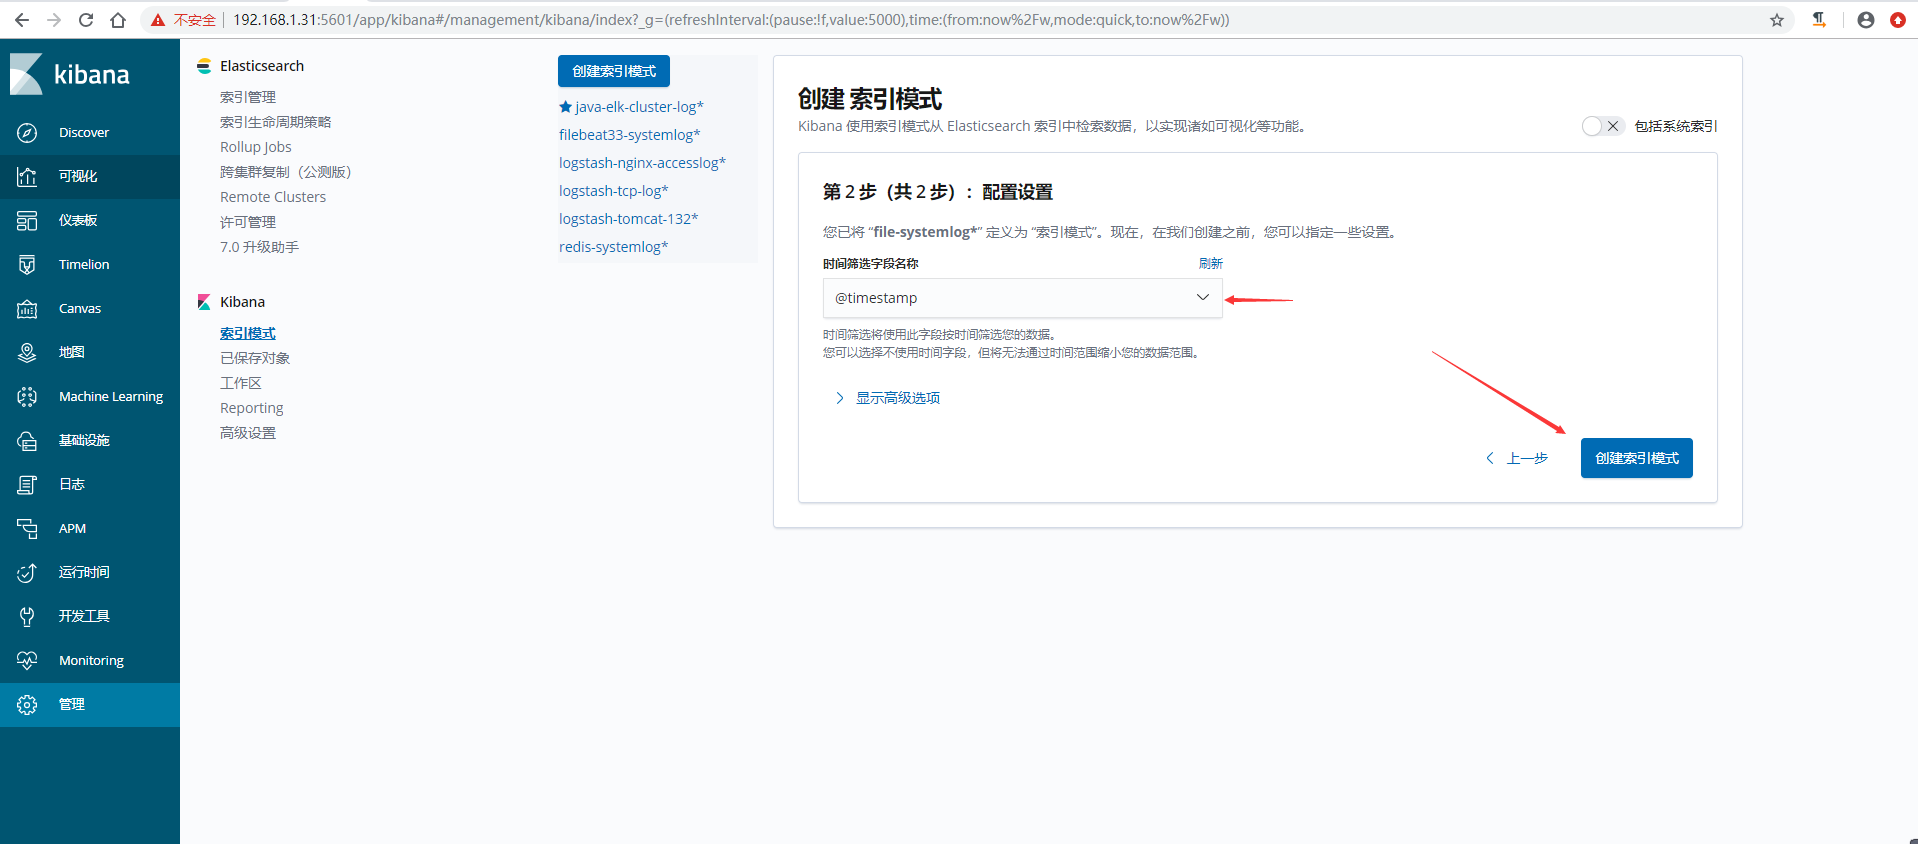 不安全 192.168.1.31:5601/app/kibana#/management/kibana/index?_g=(refreshInterval:(pause:!f,value:5000),time:(from:now%2Fw,mode:quick,to:now%2Fw))
kibana
Discover
可视化
仪表板
Timelion
Canvas
地图
Machine Learning
基础设施
日志
APM
运行时间
开发工具
Monitoring
管理
Elasticsearch
索引管理
索引生命周期策略
Rollup Jobs
跨集群复制（公测版）
Remote Clusters
许可管理
7.0 升级助手
Kibana
索引模式
已保存对象
工作区
Reporting
高级设置
创建索引模式
java-elk-cluster-log*
filebeat33-systemlog*
logstash-nginx-accesslog*
logstash-tcp-log*
logstash-tomcat-132*
redis-systemlog*
创建 索引模式
Kibana 使用索引模式从 Elasticsearch 索引中检索数据，以实现诸如可视化等功能。
包括系统索引
第 2 步（共 2 步）：配置设置
您已将 “file-systemlog*” 定义为 “索引模式”。现在，在我们创建之前，您可以指定一些设置。
时间筛选字段名称 刷新
@timestamp
时间筛选将使用此字段按时间筛选您的数据。
您可以选择不使用时间字段，但将无法通过时间范围缩小您的数据范围。
显示高级选项
上一步 创建索引模式